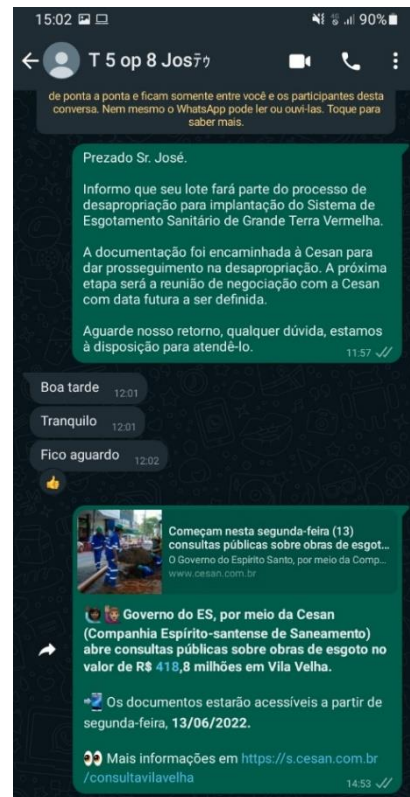 15:02
90%
T 5 op 8 Josﾃｩ
de ponta a ponta e ficam somente entre você e os participantes desta
conversa. Nem mesmo o WhatsApp pode ler ou ouvi-las. Toque para
saber mais.
Prezado Sr. José.
Informo que seu lote fará parte do processo de
desapropriação para implantação do Sistema de
Esgotamento Sanitário de Grande Terra Vermelha.
A documentação foi encaminhada à Cesan para
dar prosseguimento na desapropriação. A próxima
etapa será a reunião de negociação com a Cesan
com data futura a ser definida.
Aguarde nosso retorno, qualquer dúvida, estamos
à disposição para atendê-lo.
11:57
Boa tarde 12:01
Tranquilo 12:01
Fico aguardo 12:02
Começam nesta segunda-feira (13)
consultas públicas sobre obras de esgot...
O Governo do Espírito Santo, por meio da Comp...
www.cesan.com.br
Governo do ES, por meio da Cesan
(Companhia Espírito-santense de Saneamento)
abre consultas públicas sobre obras de esgoto no
valor de R$ 418,8 milhões em Vila Velha.
Os documentos estarão acessíveis a partir de
segunda-feira, 13/06/2022.
Mais informações em https://s.cesan.com.br
/consultavilavelha
14:53